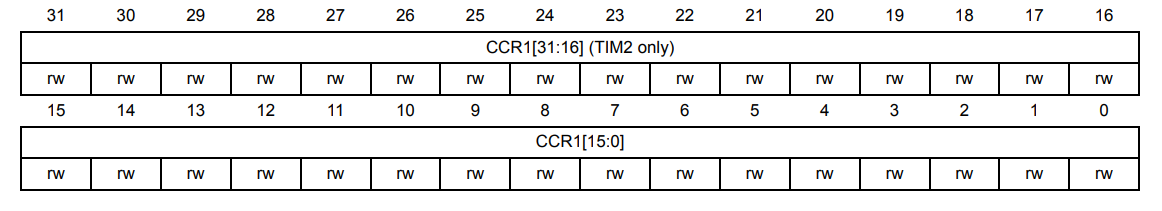 31 30 29 28 27 26 25 24 23 22 21 20 19 18 17 16
CCR1[31:16] (TIM2 only)
rw rw rw rw rw rw rw rw rw rw rw rw rw rw rw rw
15 14 13 12 11 10 9 8 7 6 5 4 3 2 1 0
CCR1[15:0]
rw rw rw rw rw rw rw rw rw rw rw rw rw rw rw rw